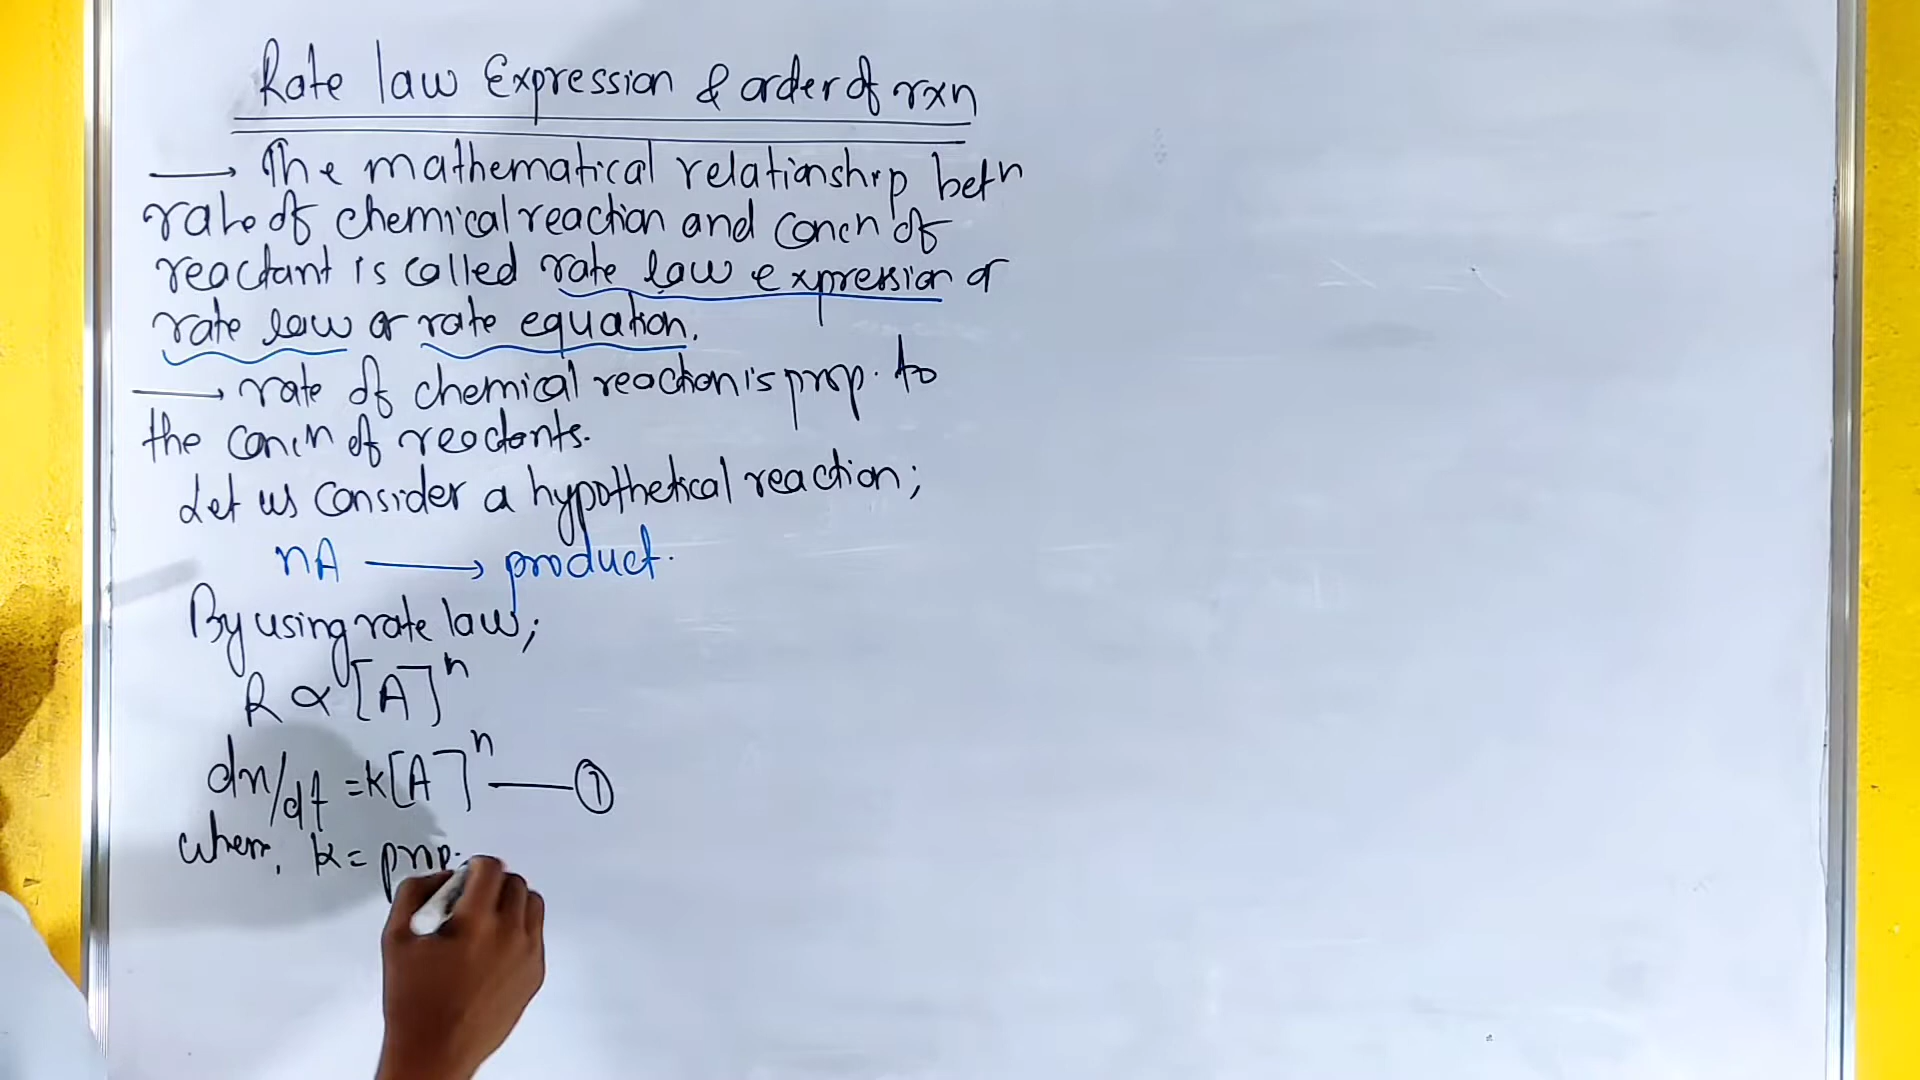 Rate law Expression & order of rxn
→ The mathematical relationship betn
rate of chemical reaction and concn of
reactant is called rate law expression or
rate law or rate equation.
→ rate of chemical reaction is prop. to
the concn of reactants.
Let us consider a hypothetical reaction;
nA → product.
By using rate law;
R ∝ [A]^n
dx/dt = k[A]^n — ①
where, k = prop.